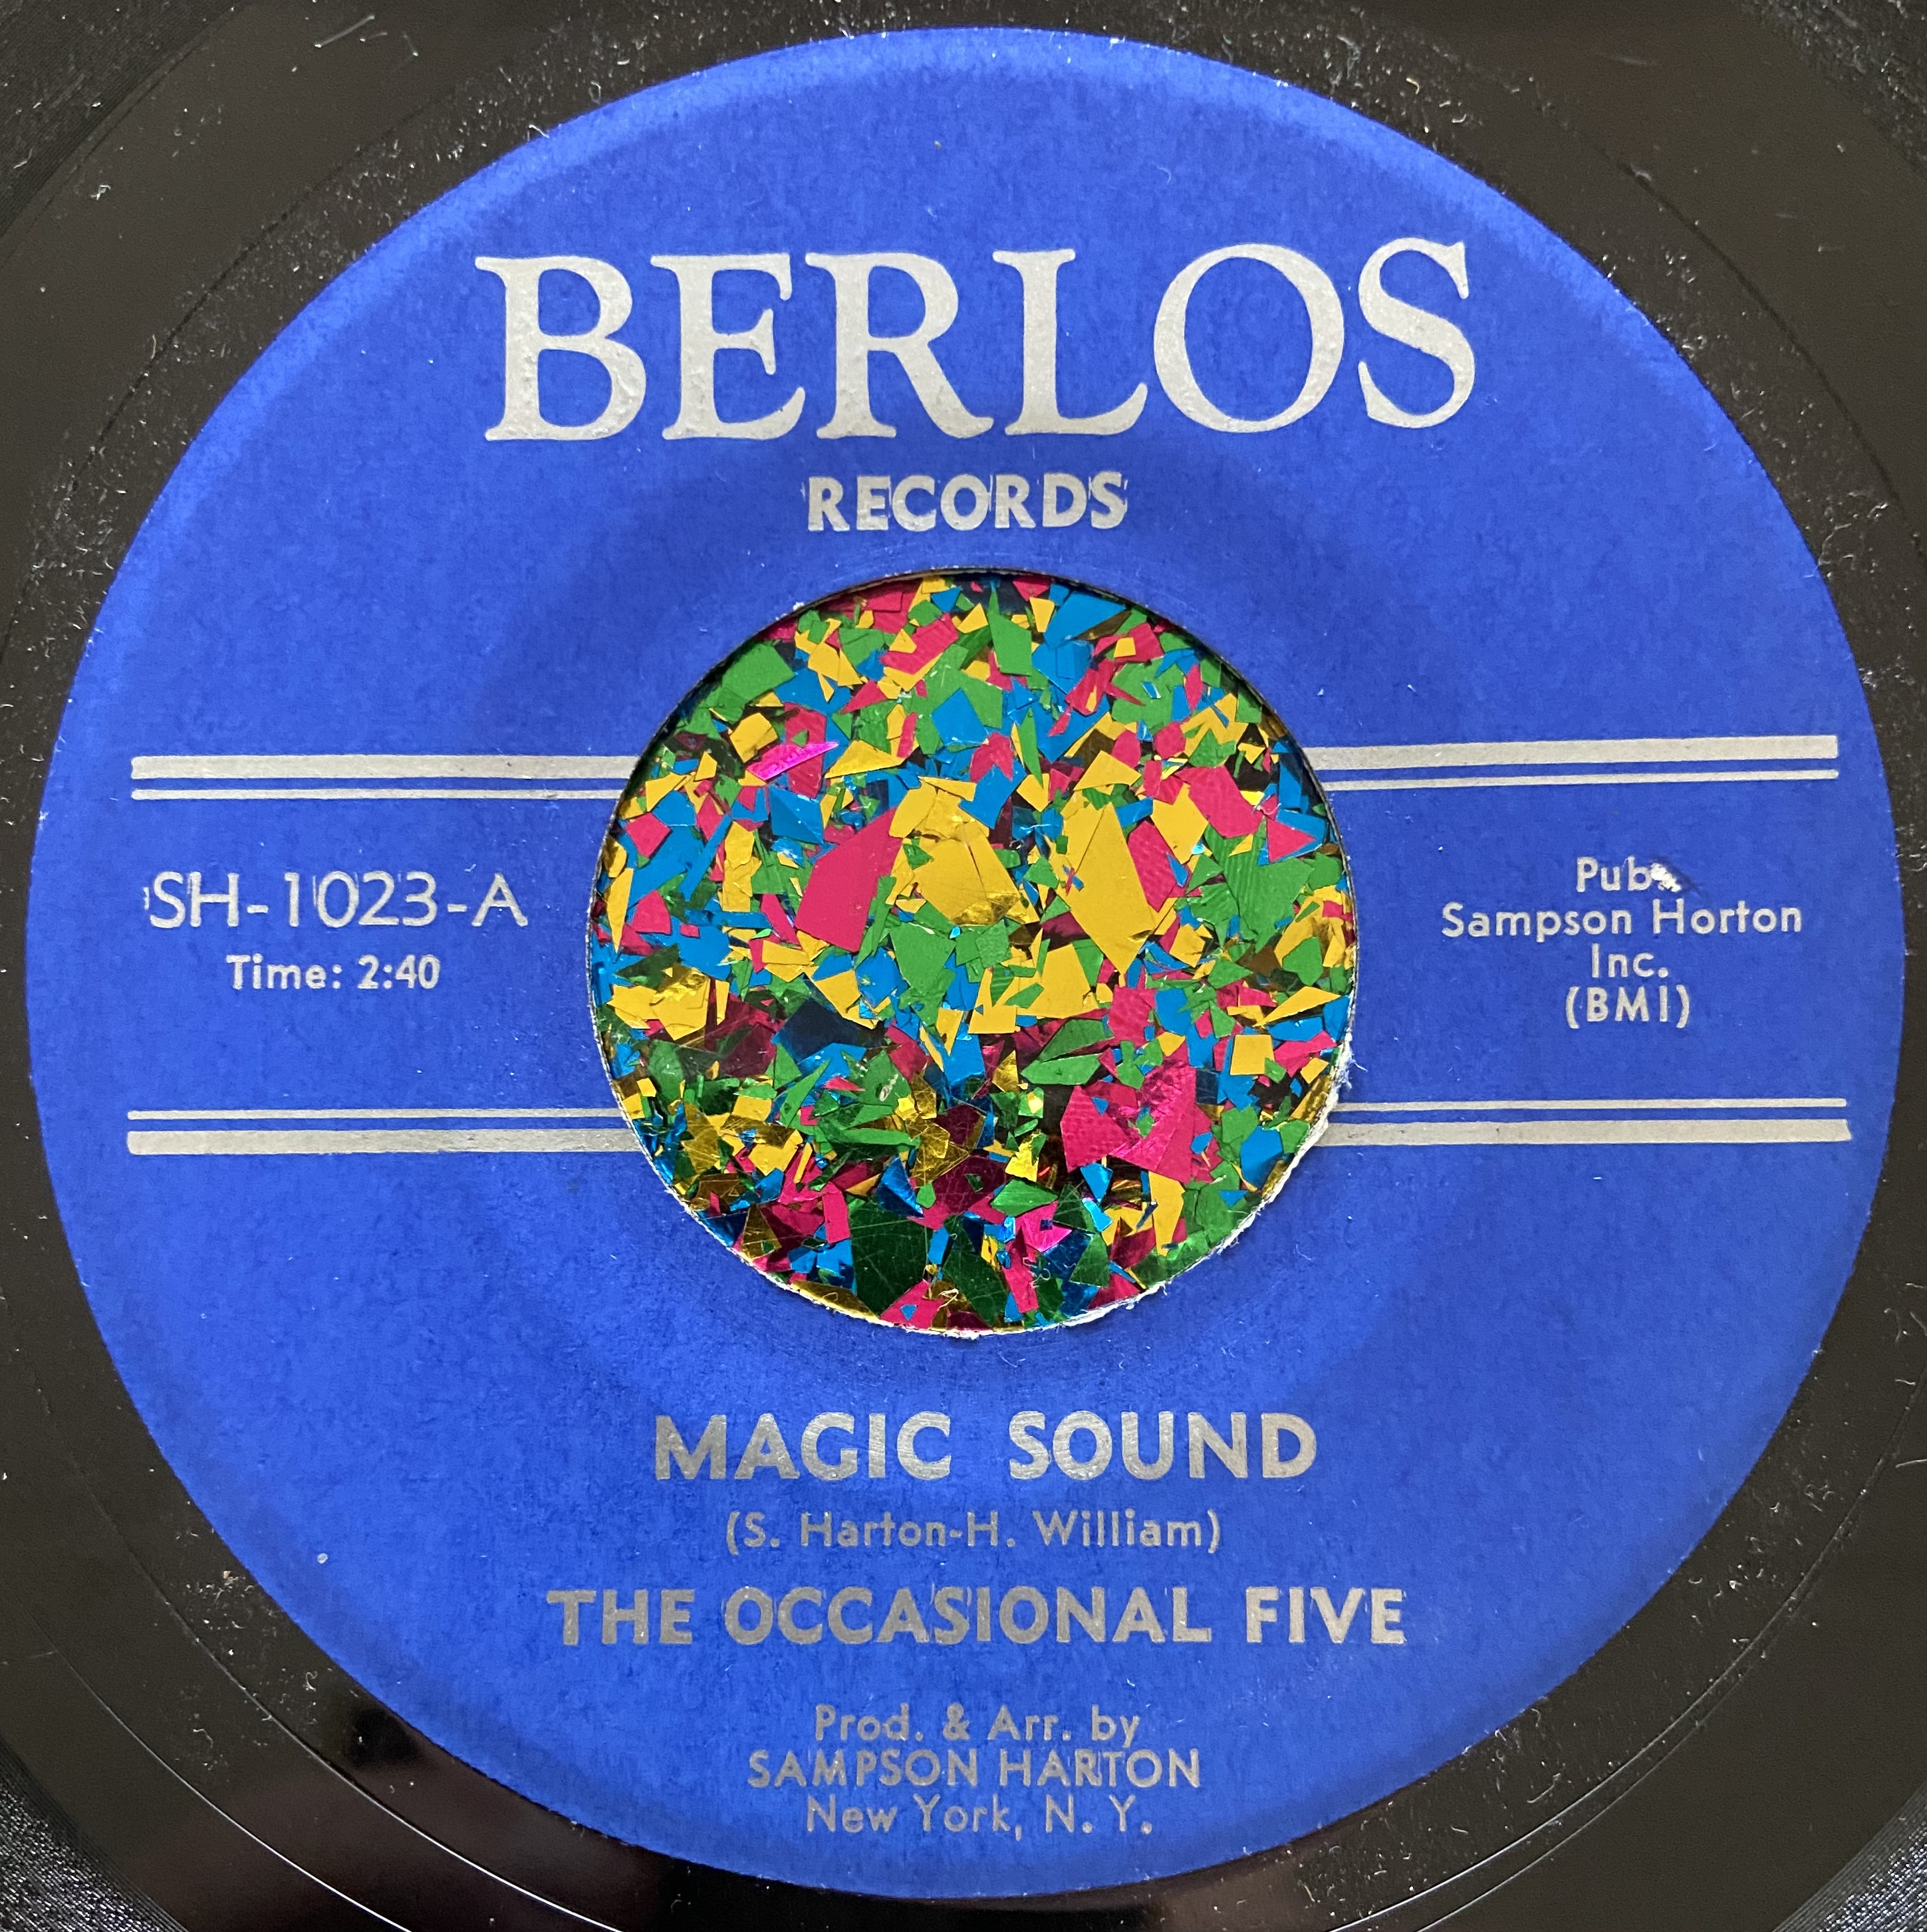 BERLOS
RECORDS
SH-1023-A
Time: 2:40
Pub.
Sampson Horton
Inc.
(BMI)
MAGIC SOUND
(S. Harton-H. William)
THE OCCASIONAL FIVE
Prod. & Arr. by
SAMPSON HARTON
New York, N. Y.